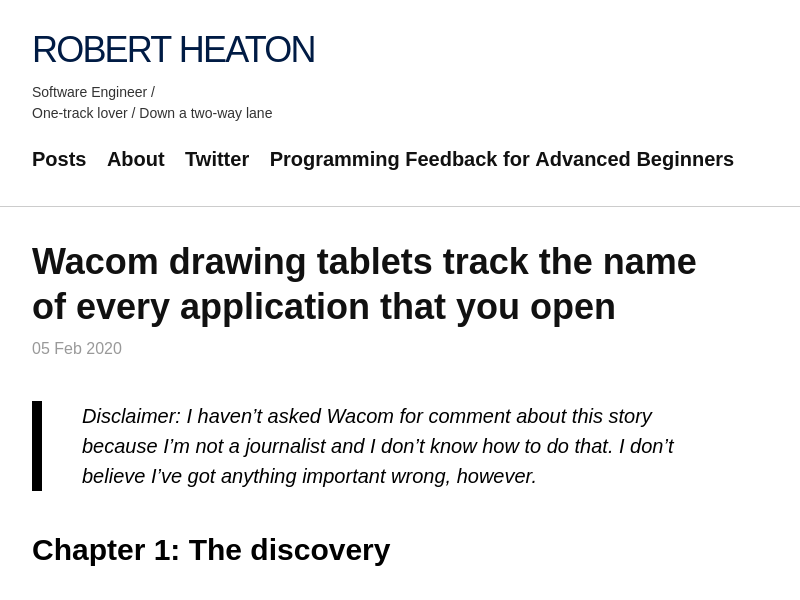 ROBERT HEATON
Software Engineer /
One-track lover / Down a two-way lane
Posts About Twitter Programming Feedback for Advanced Beginners
Wacom drawing tablets track the name
of every application that you open
05 Feb 2020
Disclaimer: I haven’t asked Wacom for comment about this story
because I’m not a journalist and I don’t know how to do that. I don’t
believe I’ve got anything important wrong, however.
Chapter 1: The discovery